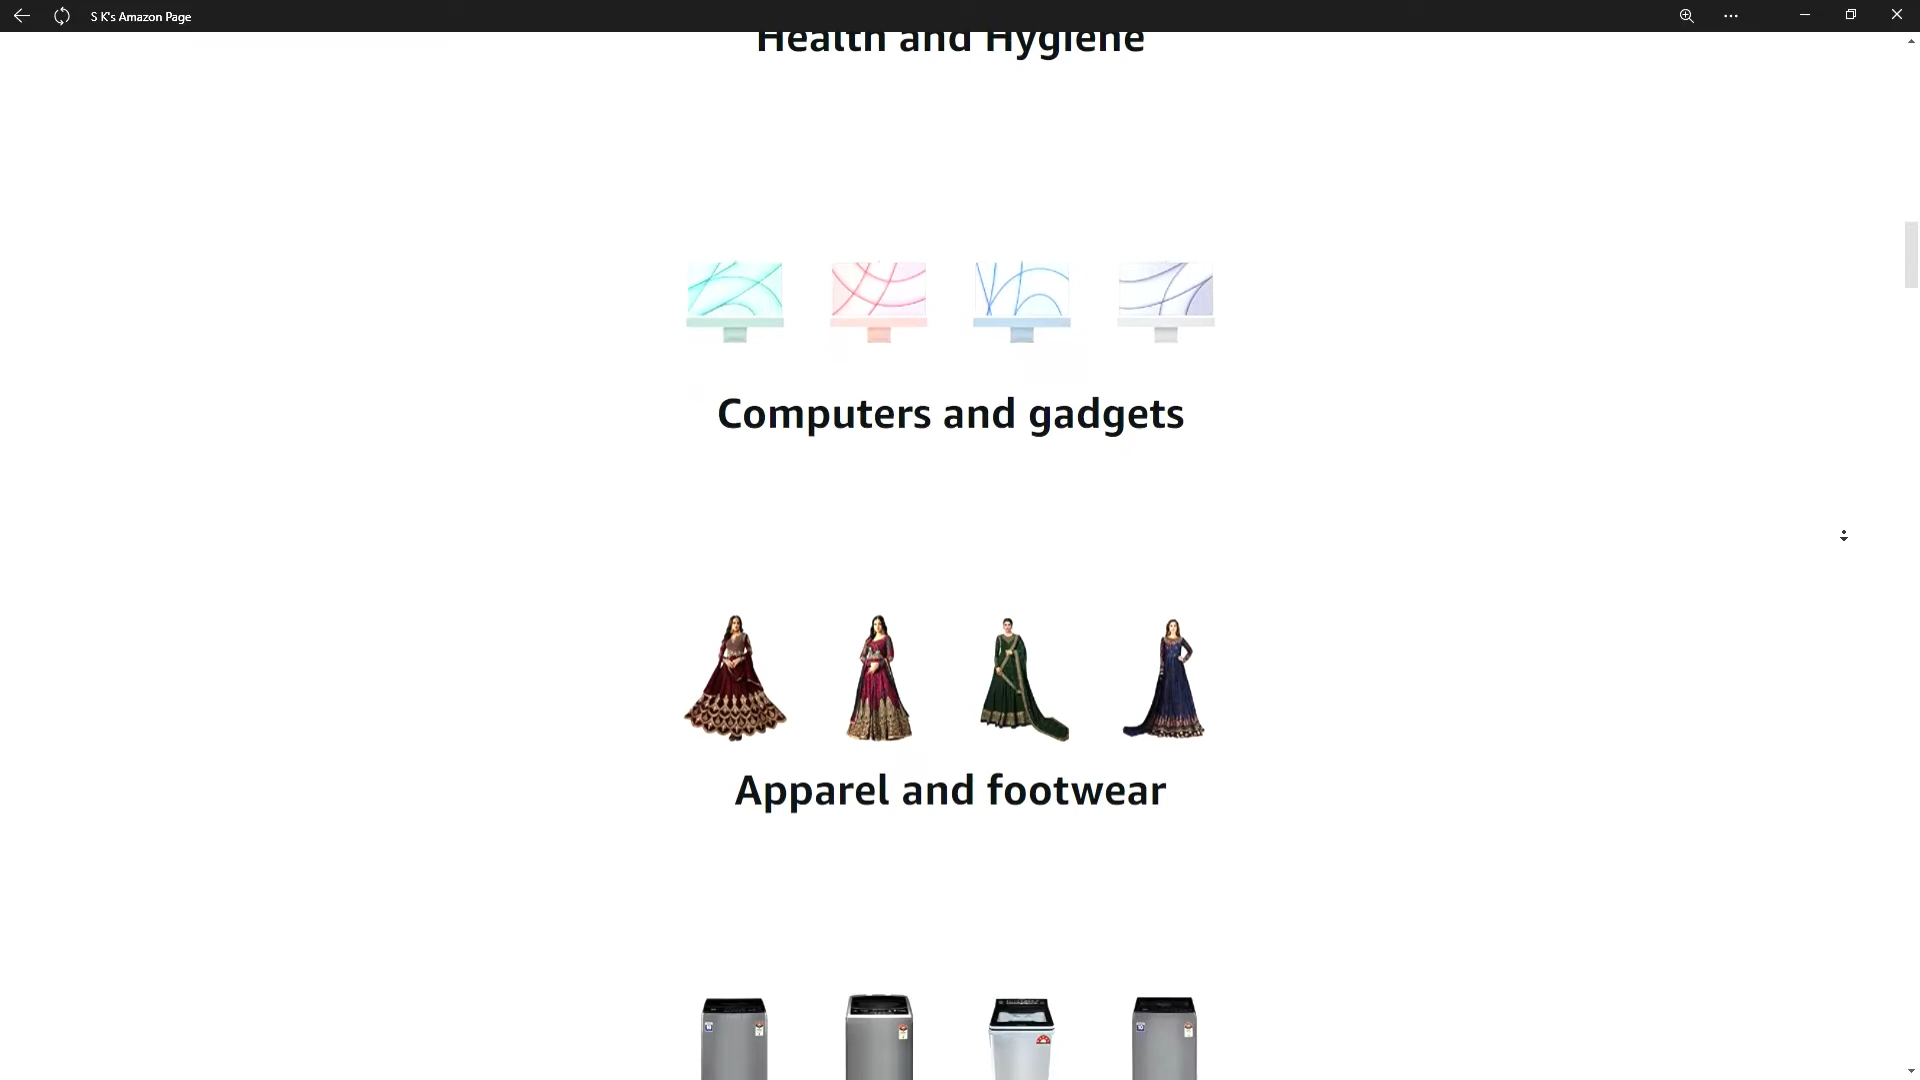 S K's Amazon Page
Health and Hygiene
Computers and gadgets
Apparel and footwear